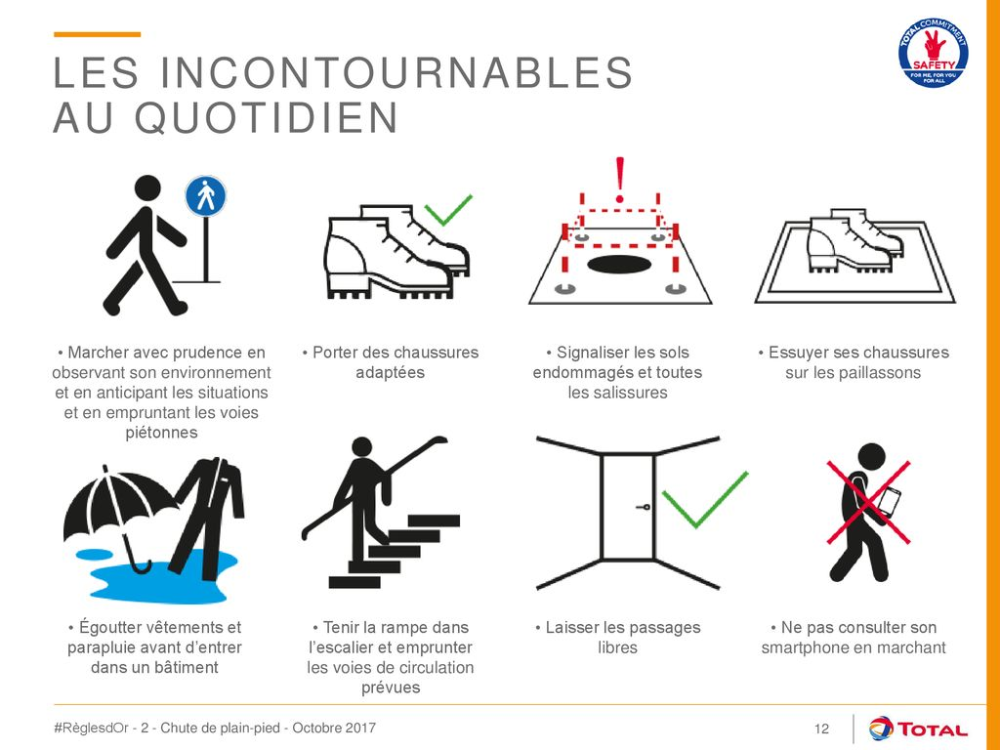 LES INCONTOURNABLES
AU QUOTIDIEN
TOTAL COMMITMENT
SAFETY
FOR ME, FOR YOU
FOR ALL
• Marcher avec prudence en
observant son environnement
et en anticipant les situations
et en empruntant les voies
piétonnes
• Porter des chaussures
adaptées
• Signaliser les sols
endommagés et toutes
les salissures
• Essuyer ses chaussures
sur les paillassons
• Égoutter vêtements et
parapluie avant d’entrer
dans un bâtiment
• Tenir la rampe dans
l’escalier et emprunter
les voies de circulation
prévues
• Laisser les passages
libres
• Ne pas consulter son
smartphone en marchant
#RèglesdOr - 2 - Chute de plain-pied - Octobre 2017
12
TOTAL